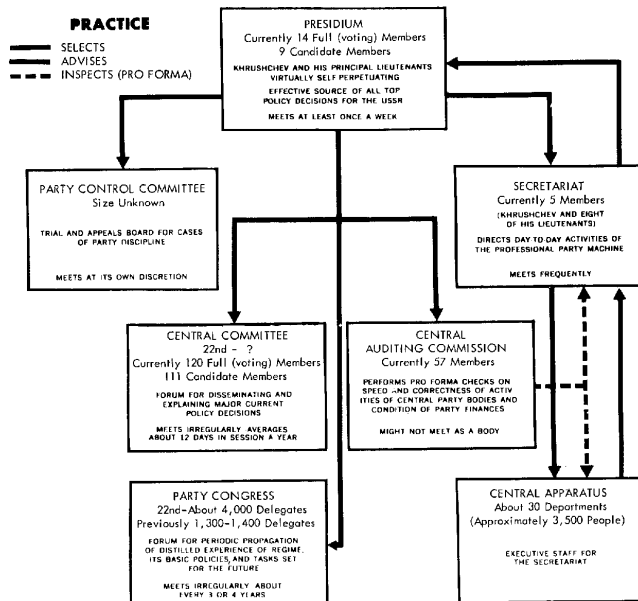 PRACTICE
SELECTS
ADVISES
INSPECTS (PRO FORMA)
PRESIDIUM
Currently 14 Full (voting) Members
9 Candidate Members
KHRUSHCHEV AND HIS PRINCIPAL LIEUTENANTS
VIRTUALLY SELF PERPETUATING
EFFECTIVE SOURCE OF ALL TOP
POLICY DECISIONS FOR THE USSR
MEETS AT LEAST ONCE A WEEK
PARTY CONTROL COMMITTEE
Size Unknown
TRIAL AND APPEALS BOARD FOR CASES
OF PARTY DISCIPLINE
MEETS AT ITS OWN DISCRETION
SECRETARIAT
Currently 5 Members
(KHRUSHCHEV AND EIGHT
OF HIS LIEUTENANTS)
DIRECTS DAY-TO-DAY ACTIVITIES OF
THE PROFESSIONAL PARTY MACHINE
MEETS FREQUENTLY
CENTRAL COMMITTEE
22nd - ?
Currently 120 Full (voting) Members
111 Candidate Members
FORUM FOR DISSEMINATING AND
EXPLAINING MAJOR CURRENT
POLICY DECISIONS
MEETS IRREGULARLY AVERAGES
ABOUT 12 DAYS IN SESSION A YEAR
CENTRAL
AUDITING COMMISSION
Currently 57 Members
PERFORMS PRO FORMA CHECKS ON
SPEED -AND CORRECTNESS OF ACTIV
ITIES OF CENTRAL PARTY BODIES AND
CONDITION OF PARTY FINANCES
MIGHT NOT MEET AS A BODY
PARTY CONGRESS
22nd-About 4,000 Delegates
Previously 1,300-1,400 Delegates
FORUM FOR PERIODIC PROPAGATION
OF DISTILLED EXPERIENCE OF REGIME,
ITS BASIC POLICIES, AND TASKS SET
FOR THE FUTURE
MEETS IRREGULARLY ABOUT
EVERY 3 OR 4 YEARS
CENTRAL APPARATUS
About 30 Departments
(Approximately 3,500 People)
EXECUTIVE STAFF FOR
THE SECRETARIAT